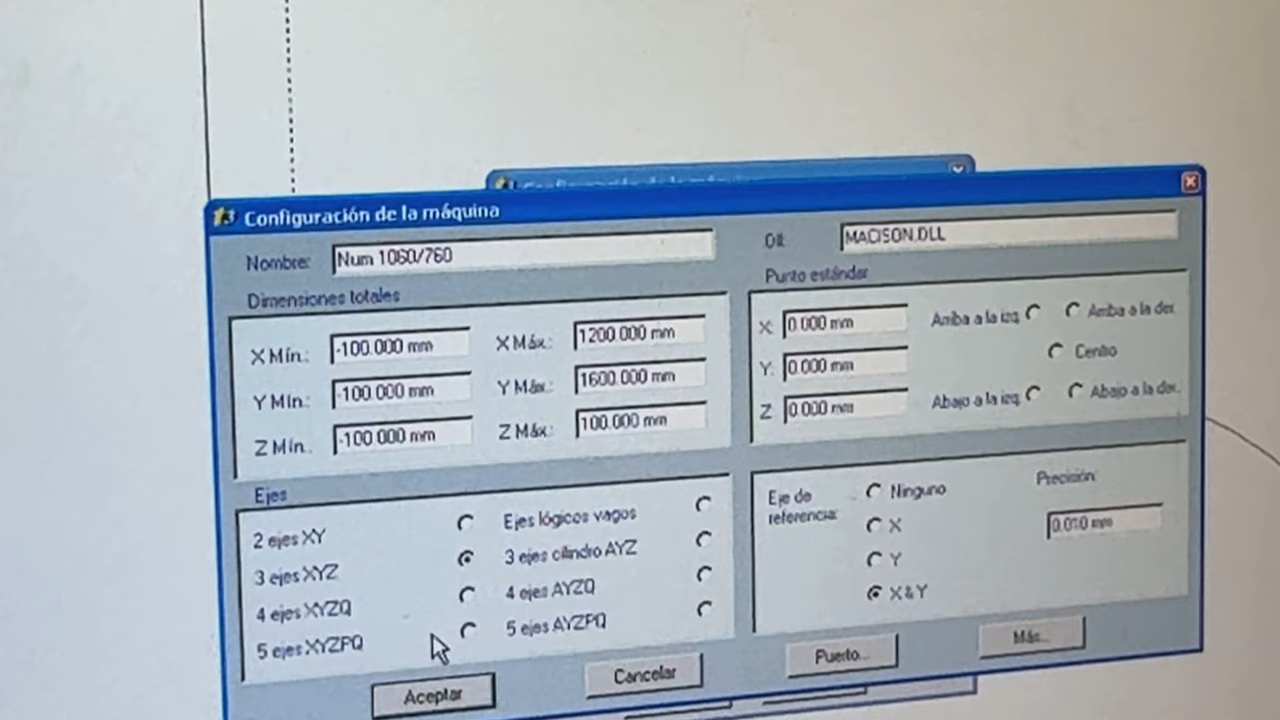 Configuración de la máquina
Nombre: Num 1060/760
Dll: MACISON.DLL
Dimensiones totales
X Mín.: -100.000 mm X Máx.: 1200.000 mm
Y Mín.: -100.000 mm Y Máx.: 1600.000 mm
Z Mín. -100.000 mm Z Máx.: 100.000 mm
Punto estándar
X: 0.000 mm Arriba a la izq. Arriba a la der.
Centro
Y: 0.000 mm
Z 0.000 mm Abajo a la izq. Abajo a la der.
Ejes
2 ejes XY Ejes lógicos vagos
3 ejes XYZ 3 ejes cilindro AYZ
4 ejes XYZQ 4 ejes AYZQ
5 ejes XYZPQ 5 ejes AYZPQ
Eje de referencia: Ninguno
X
Y
X&Y
Precisión:
0.010 mm
Aceptar Cancelar Puerto... Más...